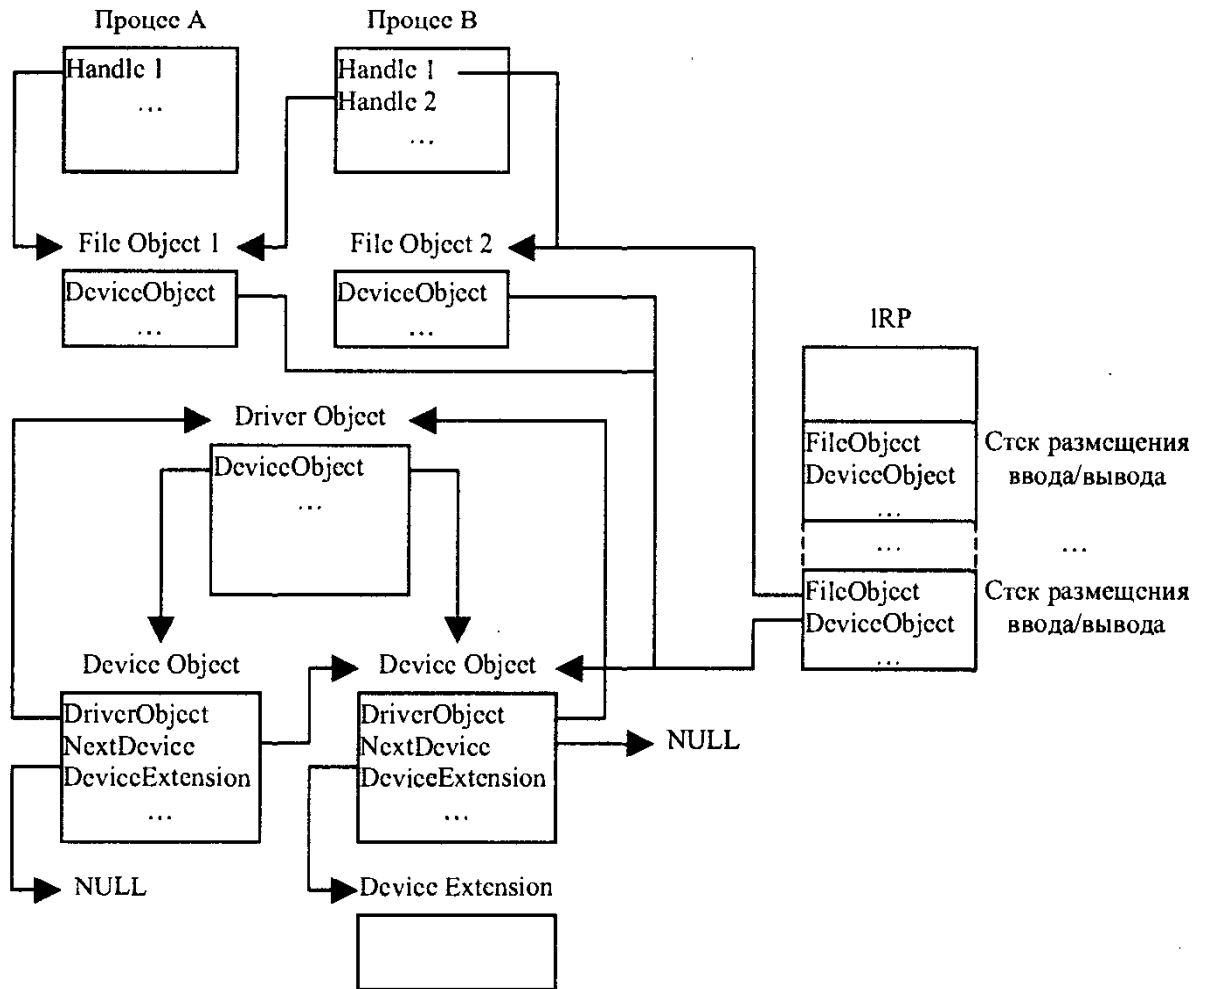 Процес А
Процес В
Handle 1
...
Handle 1
Handle 2
...
File Object 1
File Object 2
DeviceObject
...
DeviceObject
...
IRP
FileObject
DeviceObject
...
Стек размещения
ввода/вывода
...
...
FileObject
DeviceObject
...
Стек размещения
ввода/вывода
Driver Object
DeviceObject
...
Device Object
Device Object
DriverObject
NextDevice
DeviceExtension
...
DriverObject
NextDevice
DeviceExtension
...
NULL
NULL
Device Extension